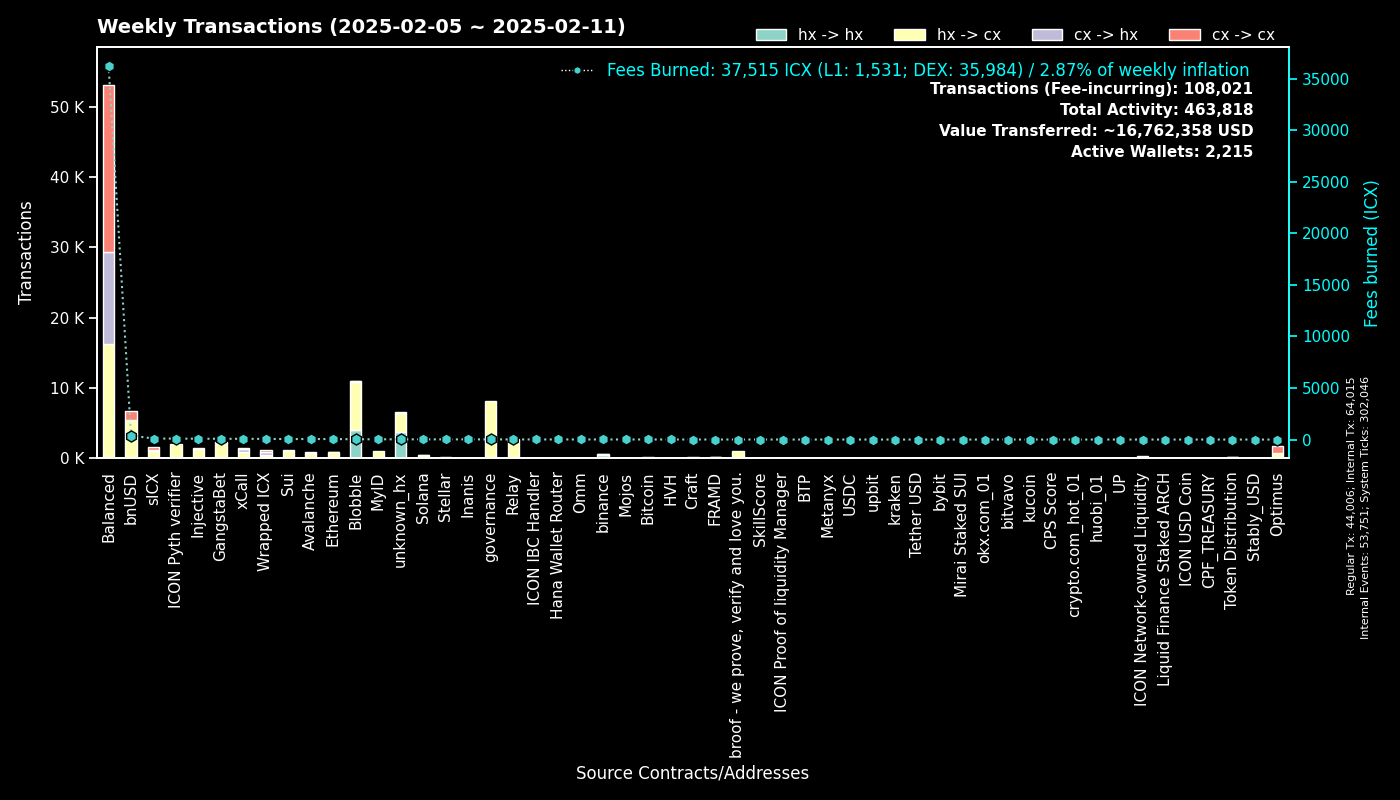 Weekly Transactions (2025-02-05 ~ 2025-02-11)
hx -> hx
hx -> cx
cx -> hx
cx -> cx
Fees Burned: 37,515 ICX (L1: 1,531; DEX: 35,984) / 2.87% of weekly inflation
Transactions (Fee-incurring): 108,021
Total Activity: 463,818
Value Transferred: ~16,762,358 USD
Active Wallets: 2,215
Transactions
50 K
40 K
30 K
20 K
10 K
0 K
35000
30000
25000
20000
15000
10000
5000
0
Fees burned (ICX)
Regular Tx: 44,006; Internal Tx: 64,015
Internal Events: 53,751; System Ticks: 302,046
Balanced
bnUSD
sICX
ICON Pyth verifier
Injective
GangstaBet
xCall
Wrapped ICX
Sui
Avalanche
Ethereum
Blobble
MyID
unknown_hx
Solana
Stellar
Inanis
governance
Relay
ICON IBC Handler
Hana Wallet Router
Omm
binance
Mojos
Bitcoin
HVH
Craft
FRAMD
broof - we prove, verify and love you.
SkillScore
ICON Proof of liquidity Manager
BTP
Metanyx
USDC
upbit
kraken
Tether USD
bybit
Mirai Staked SUI
okx.com_01
bitvavo
kucoin
CPS Score
crypto.com_hot_01
huobi_01
UP
ICON Network-owned Liquidity
Liquid Finance Staked ARCH
ICON USD Coin
CPF_TREASURY
Token Distribution
Stably_USD
Optimus
Source Contracts/Addresses